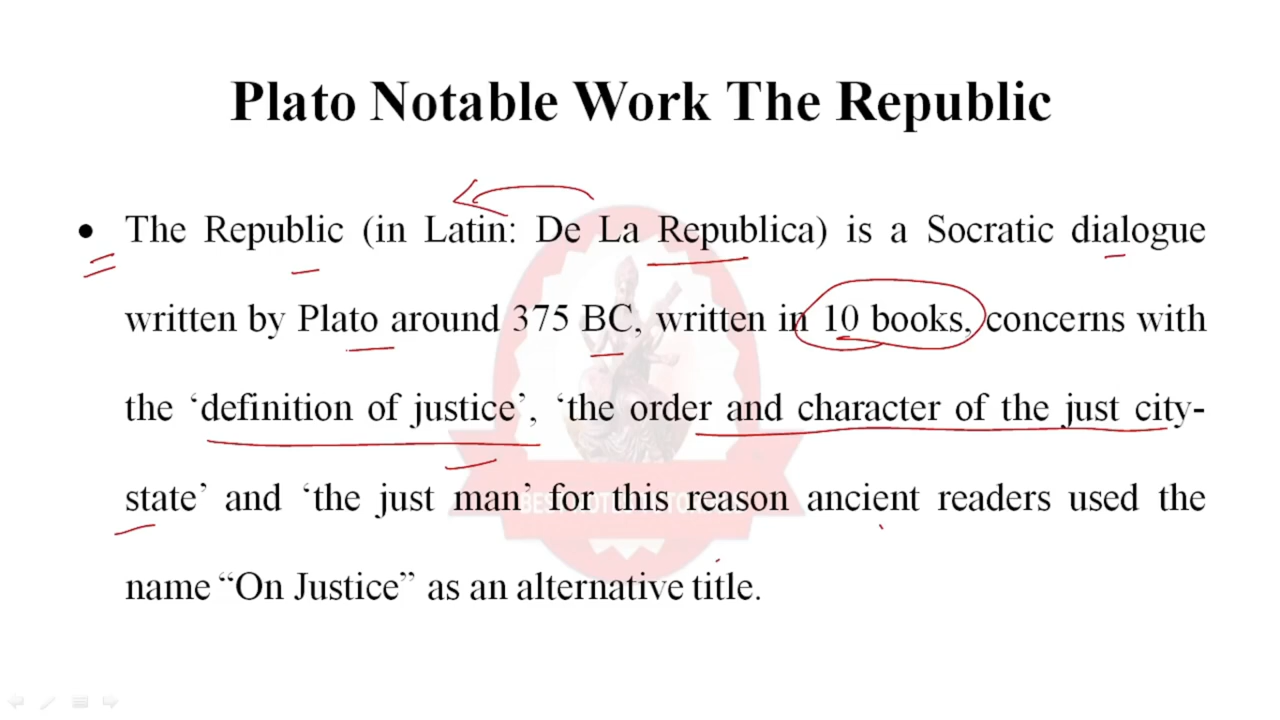 Plato Notable Work The Republic
• The Republic (in Latin: De La Republica) is a Socratic dialogue
written by Plato around 375 BC, written in 10 books, concerns with
the ‘definition of justice’, ‘the order and character of the just city-
state’ and ‘the just man’ for this reason ancient readers used the
name “On Justice” as an alternative title.